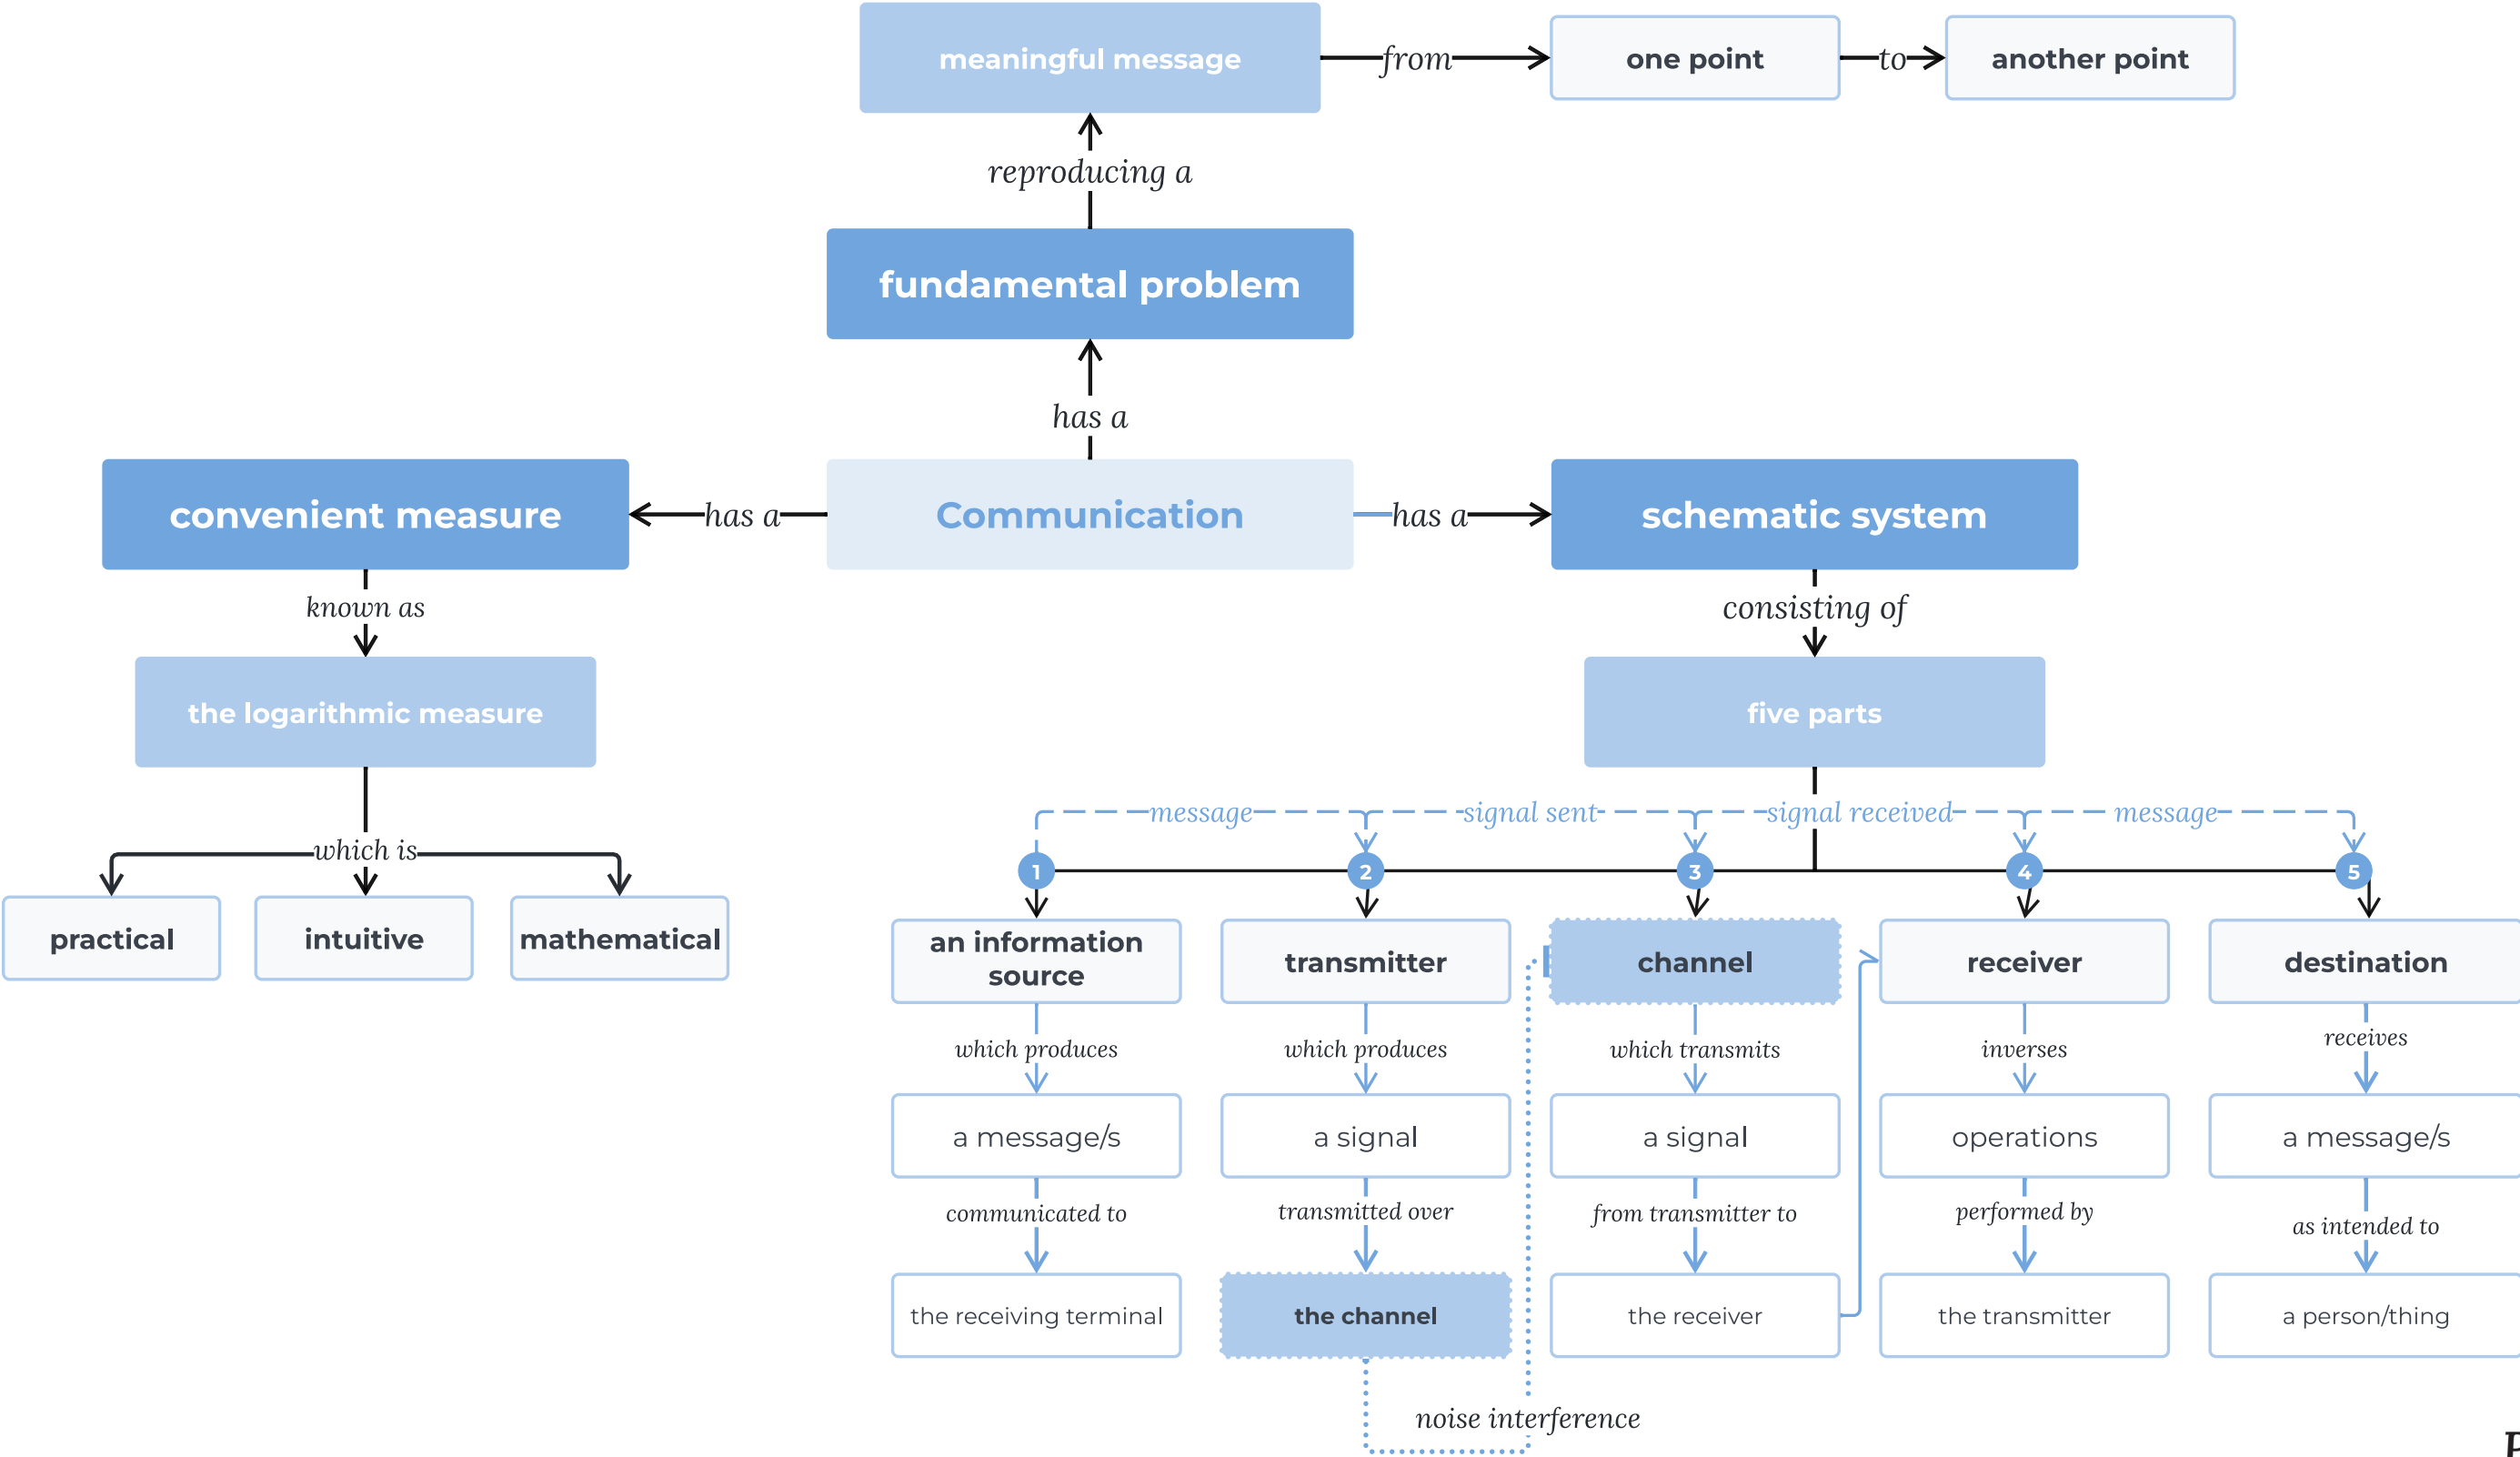 meaningful message
from
one point
to
another point
reproducing a
fundamental problem
has a
convenient measure
has a
Communication
has a
schematic system
known as
consisting of
the logarithmic measure
five parts
message
signal sent
signal received
message
which is
1
2
3
4
5
practical
intuitive
mathematical
an information
source
transmitter
channel
receiver
destination
which produces
which produces
which transmits
inverses
receives
a message/s
a signal
a signal
operations
a message/s
communicated to
transmitted over
from transmitter to
performed by
as intended to
the receiving terminal
the channel
the receiver
the transmitter
a person/thing
noise interference